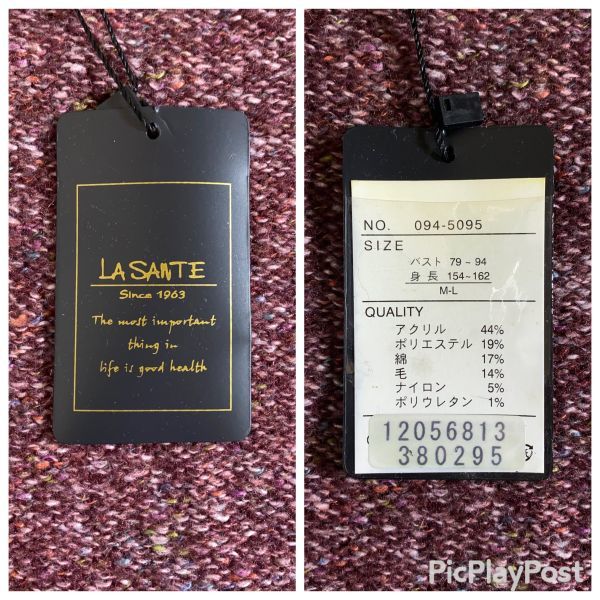 LA SANTE
Since 1963
The most important
thing in
life is good health
NO. 094-5095
SIZE
バスト 79~94
身長 154~162
M-L
QUALITY
アクリル 44%
ポリエステル 19%
綿 17%
毛 14%
ナイロン 5%
ポリウレタン 1%
12056813
380295
PicPlayPost